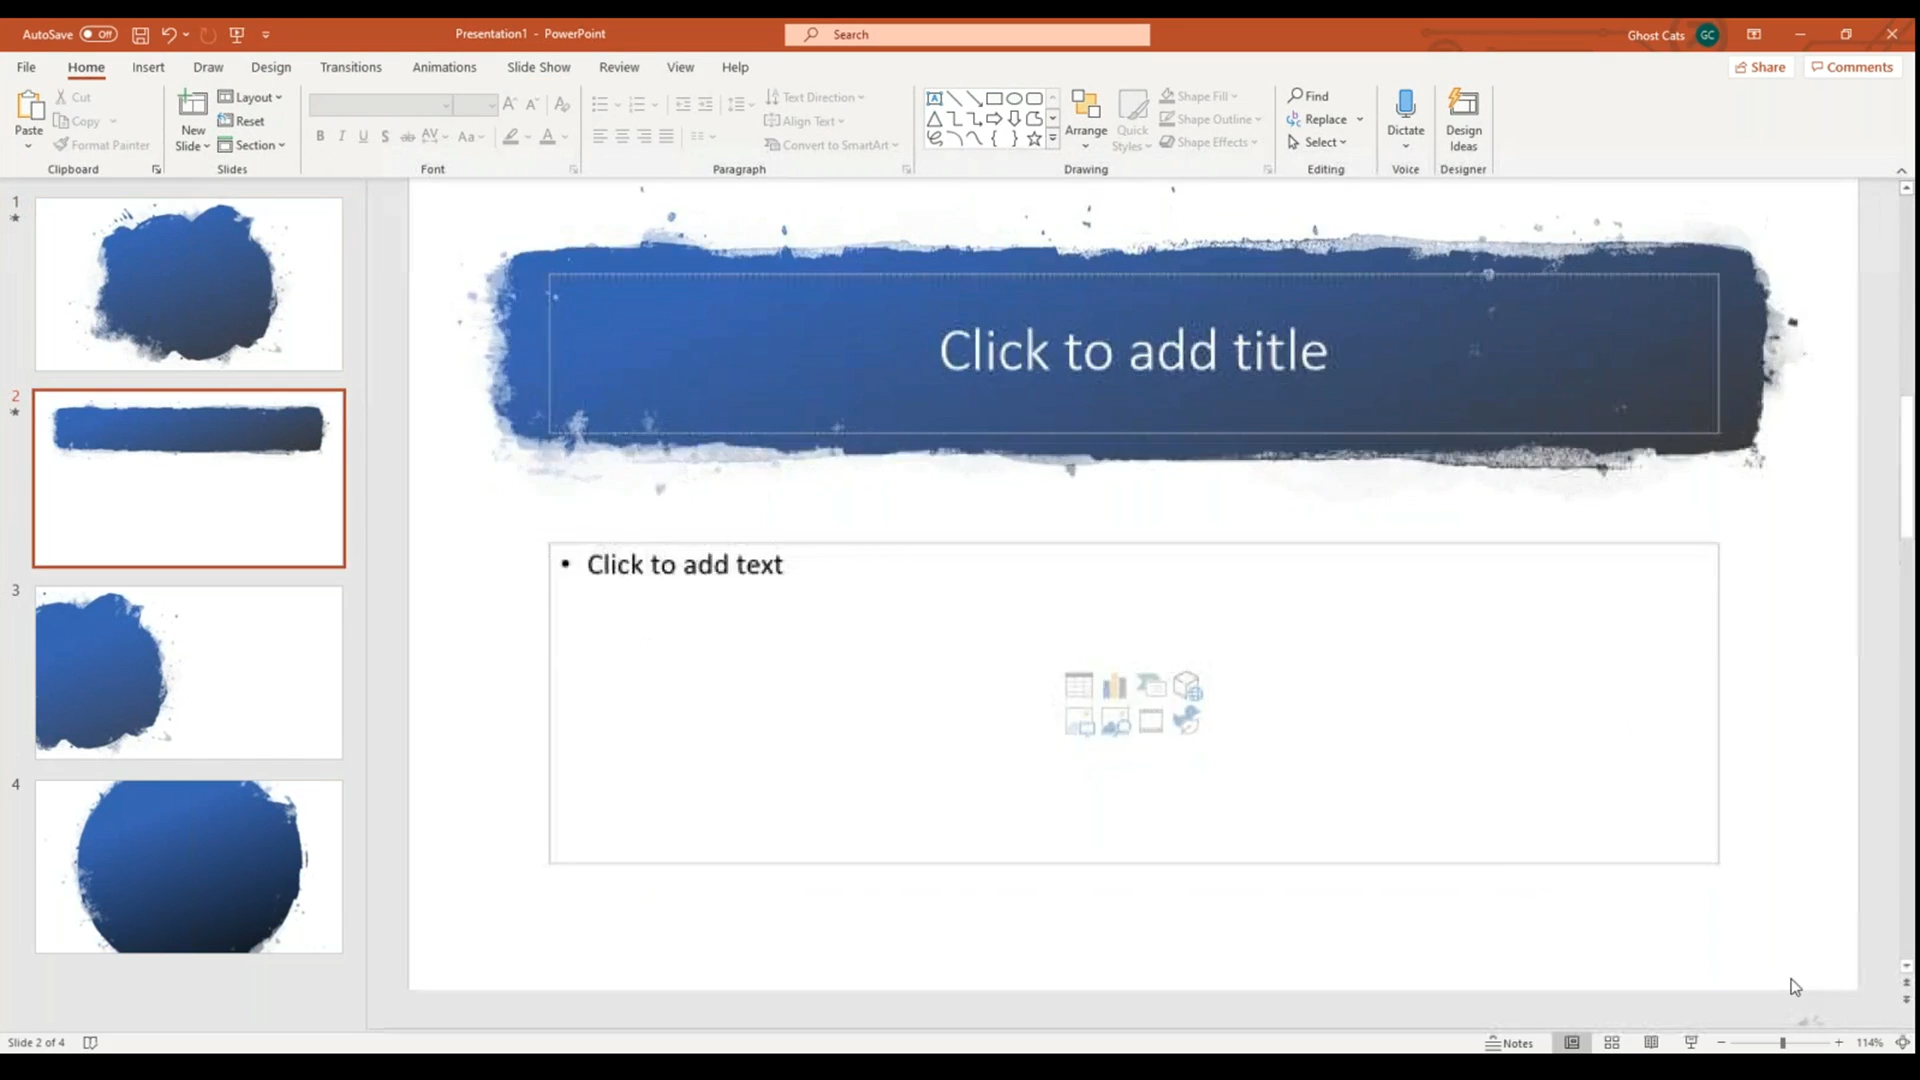 AutoSave Off
Presentation1 - PowerPoint
Search
Ghost Cats GC
File Home Insert Draw Design Transitions Animations Slide Show Review View Help
Share Comments
Paste
Cut
Copy
Format Painter
Clipboard
New Slide
Layout
Reset
Section
Slides
B I U S ab AV Aa A
Font
Text Direction
Align Text
Convert to SmartArt
Paragraph
Arrange
Quick Styles
Shape Fill
Shape Outline
Shape Effects
Drawing
Find
Replace
Select
Editing
Dictate
Voice
Design Ideas
Designer
1
2
3
4
Click to add title
• Click to add text
Slide 2 of 4
Notes
114%